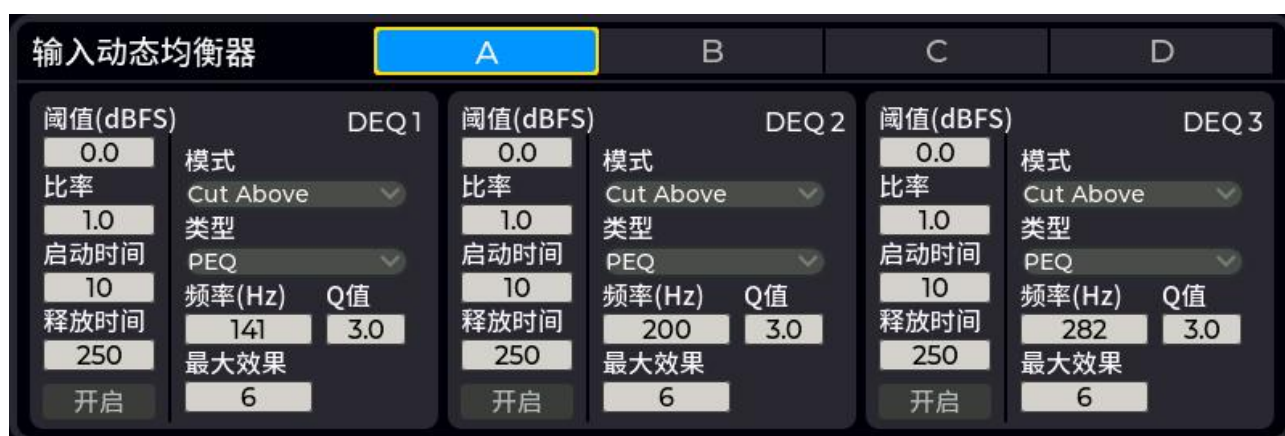 输入动态均衡器 A B C D
阈值(dBFS) DEQ 1
0.0
模式
比率
Cut Above
1.0
类型
启动时间
PEQ
10
频率(Hz) Q值
释放时间
141 3.0
250
最大效果
开启
6
阈值(dBFS) DEQ 2
0.0
模式
比率
Cut Above
1.0
类型
启动时间
PEQ
10
频率(Hz) Q值
释放时间
200 3.0
250
最大效果
开启
6
阈值(dBFS) DEQ 3
0.0
模式
比率
Cut Above
1.0
类型
启动时间
PEQ
10
频率(Hz) Q值
释放时间
282 3.0
250
最大效果
开启
6